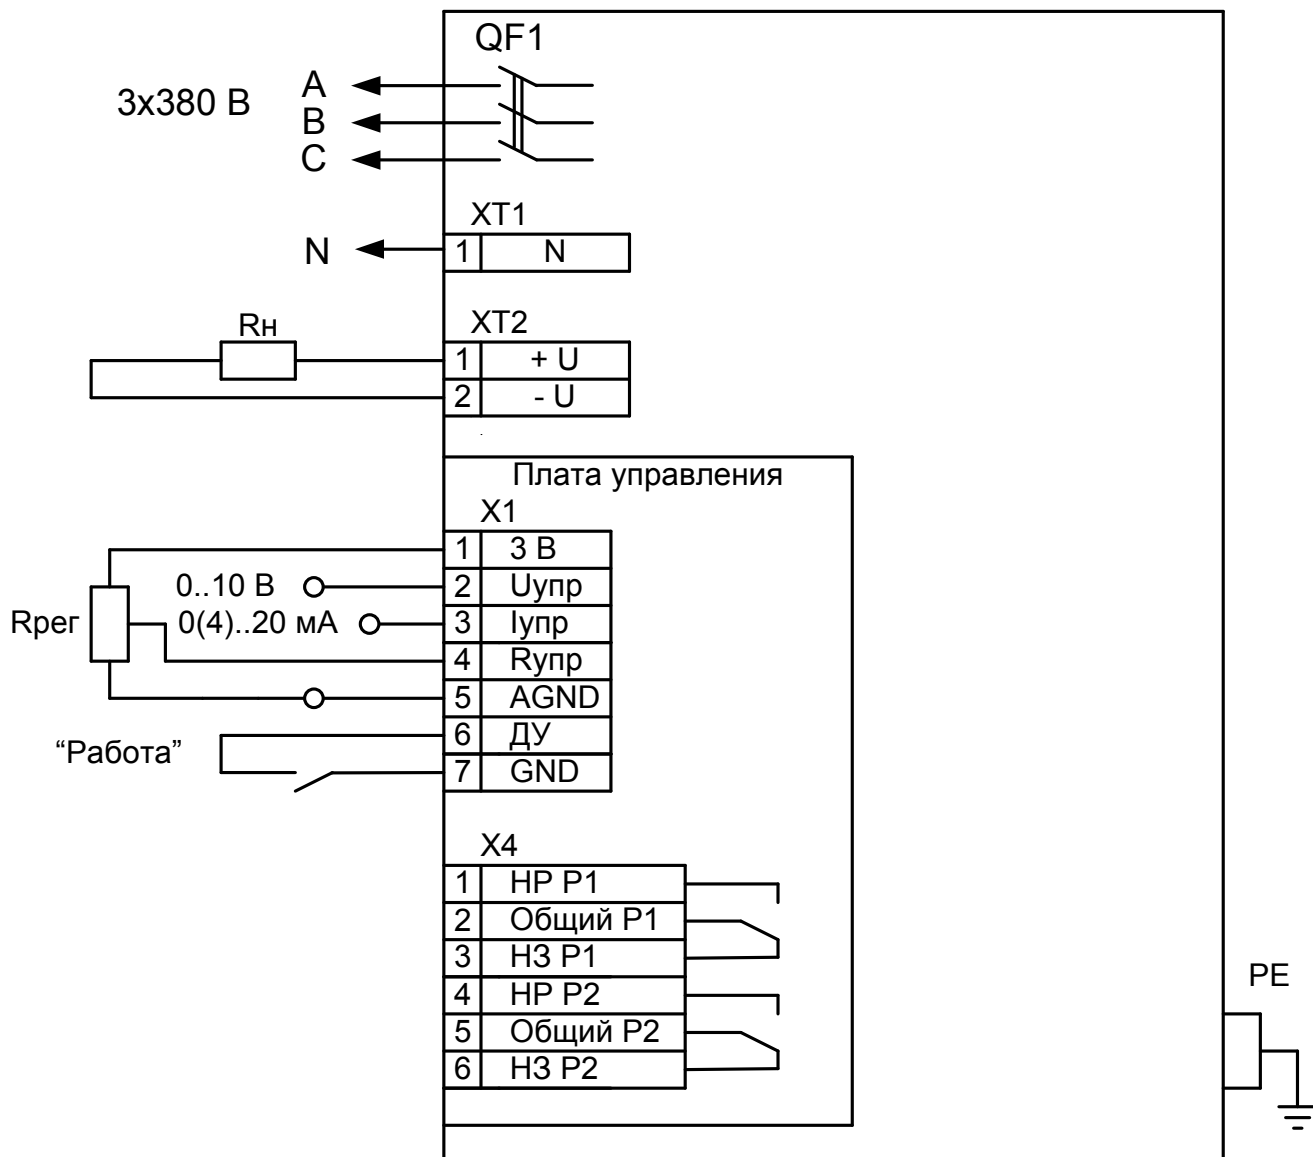 QF1
3x380 В
A
B
C
XT1
N
1 N
Rн
XT2
1 + U
2 - U
Плата управления
X1
1 3 В
0..10 В 2 Uупр
Rрег 0(4)..20 мА 3 Iупр
4 Rупр
5 AGND
“Работа” 6 ДУ
7 GND
X4
1 НР Р1
2 Общий Р1
3 НЗ Р1
4 НР Р2
5 Общий Р2
6 НЗ Р2
PE